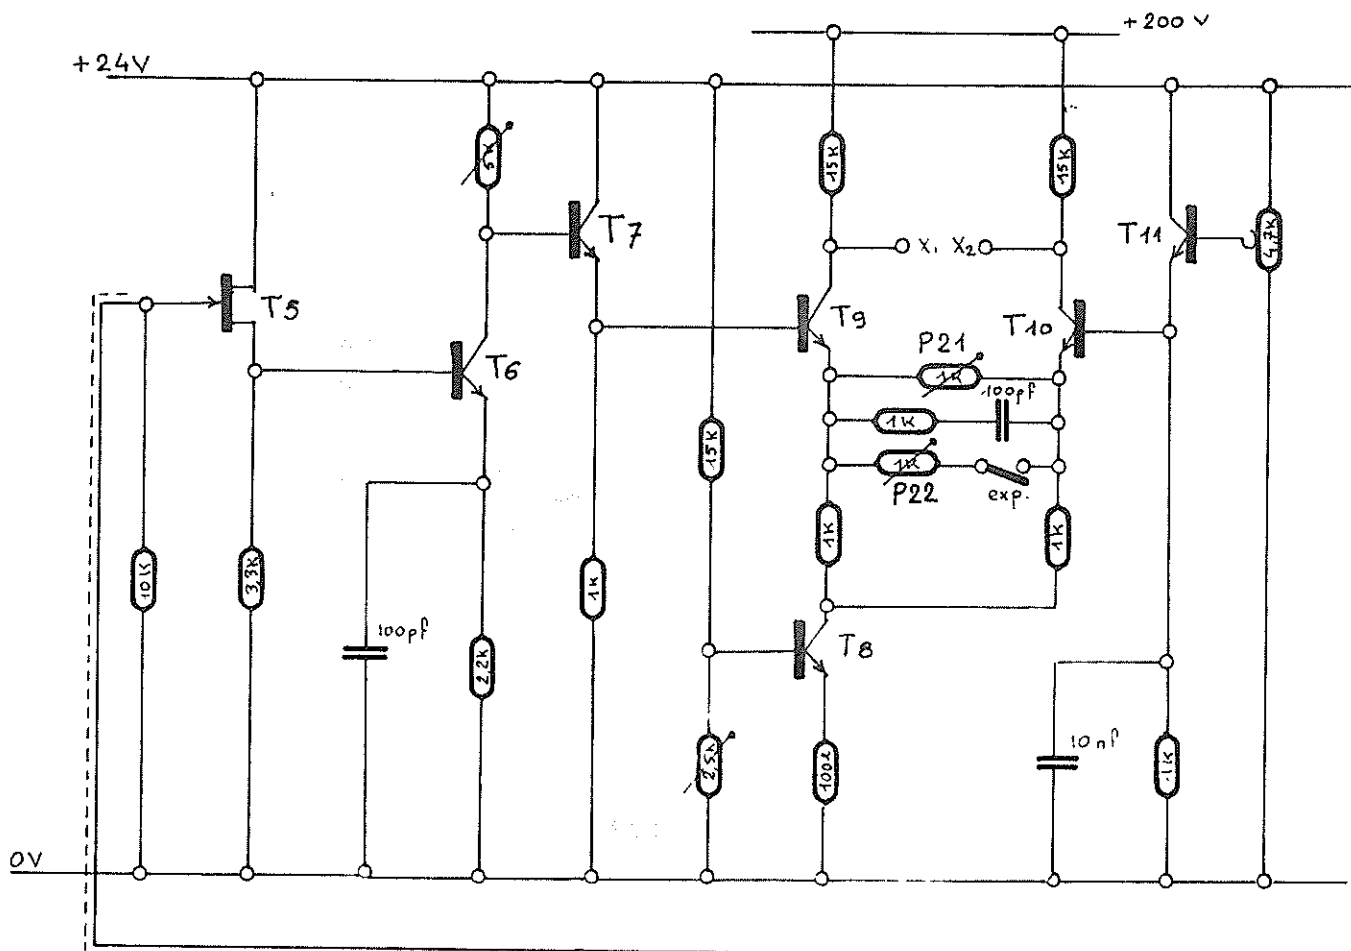 +200 V
+24V
5K
15K
15K
T7
T11
4,7K
X1 X2
T5
T9
T10
P21
1K
T6
100pf
1K
15K
1K
P22
exp.
1K
1K
10K
3,3K
1K
100pf
T8
2,2K
10nf
2,5K
100Ω
1K
0V